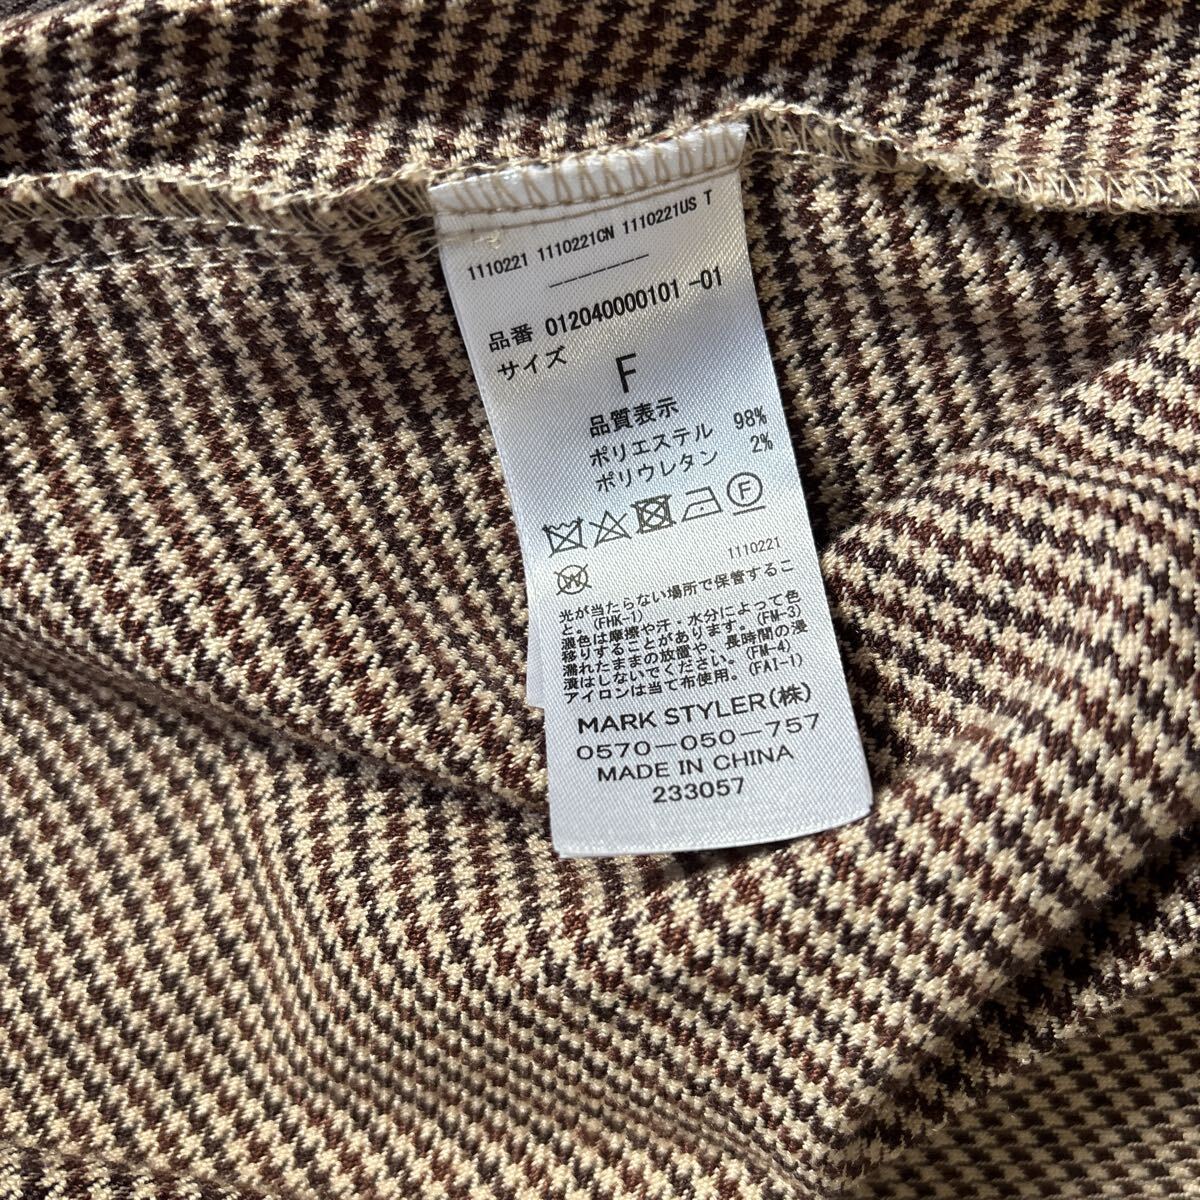 1110221 1110221CN 1110221US T
-------
品番 012040000101 -01
サイズ
F
品質表示
ポリエステル 98%
ポリウレタン 2%
F
1110221
W
光が当たらない場所で保管するこ
と。(FHK-1)
濃色は摩擦や汗・水分によって色
移りすることがあります。(FM-3)
濡れたままの放置や、長時間の浸
漬はしないでください。(FM-4)
アイロンは当て布使用。(FAI-1)
MARK STYLER(株)
0570-050-757
MADE IN CHINA
233057